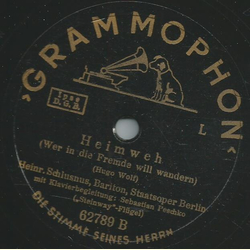 GRAMMOPHON
D.G.B.
L
Heimweh
(Wer in die Fremde will wandern)
(Hugo Wolf)
Heinr. Schlusnus, Bariton, Staatsoper Berlin
mit Klavierbegleitung: Sebastian Peschko
(„Steinway"-Flügel)
62789 B
DIE STIMME SEINES HERRN